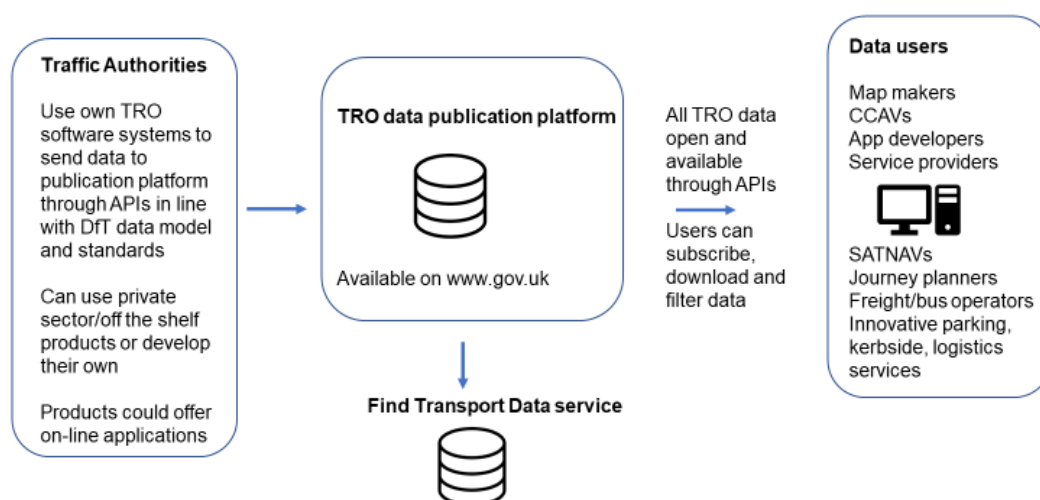 Traffic Authorities
Use own TRO
software systems to
send data to
publication platform
through APIs in line
with DfT data model
and standards
Can use private
sector/off the shelf
products or develop
their own
Products could offer
on-line applications
TRO data publication platform
Available on www.gov.uk
Find Transport Data service
All TRO data
open and
available
through APIs
Users can
subscribe,
download and
filter data
Data users
Map makers
CCAVs
App developers
Service providers
SATNAVs
Journey planners
Freight/bus operators
Innovative parking,
kerbside, logistics
services